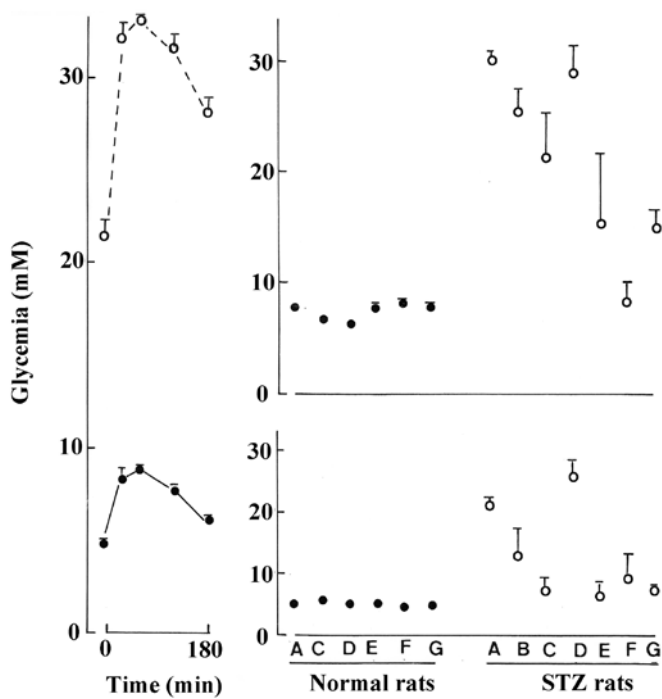 Glycemia (mM)
30
20
10
0
0 180
Time (min)
30
20
10
0
30
20
10
0
A C D E F G
Normal rats
A B C D E F G
STZ rats